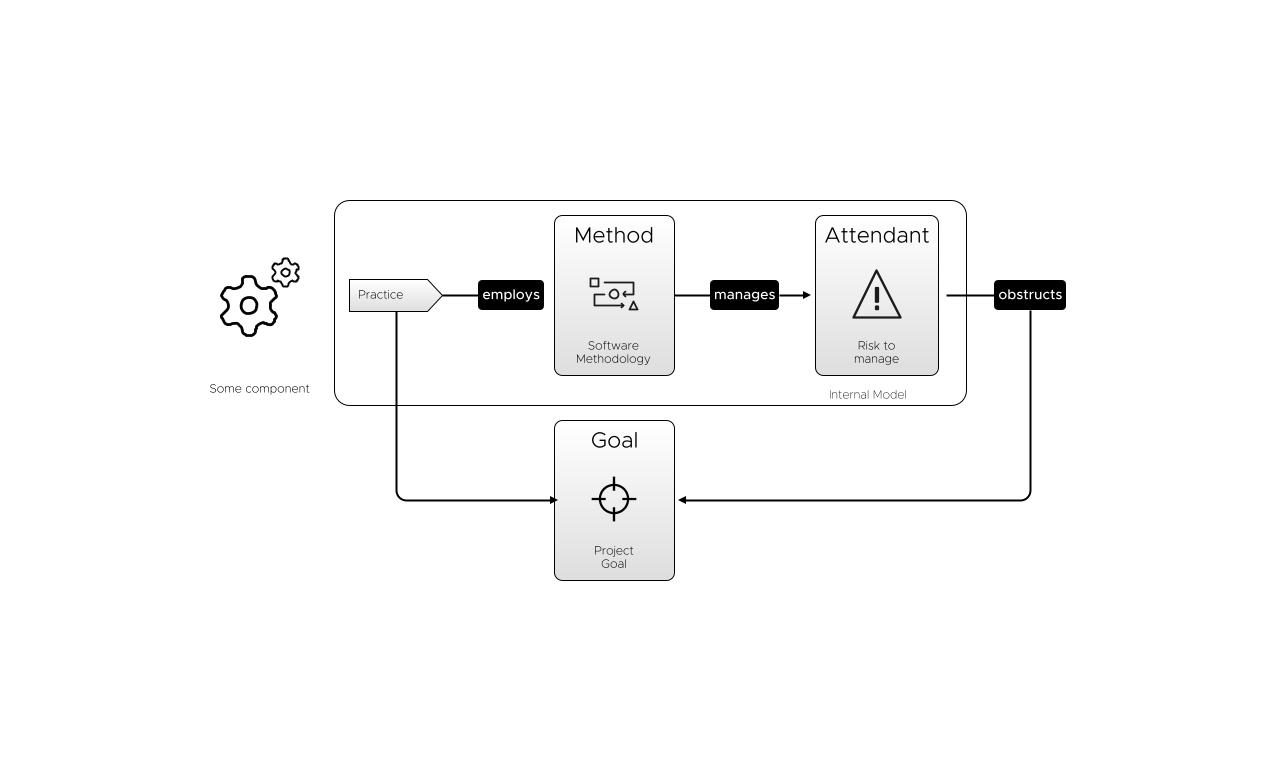 Method
Attendant
Practice
employs
manages
obstructs
Software
Methodology
Risk to
manage
Some component
Internal Model
Goal
Project
Goal